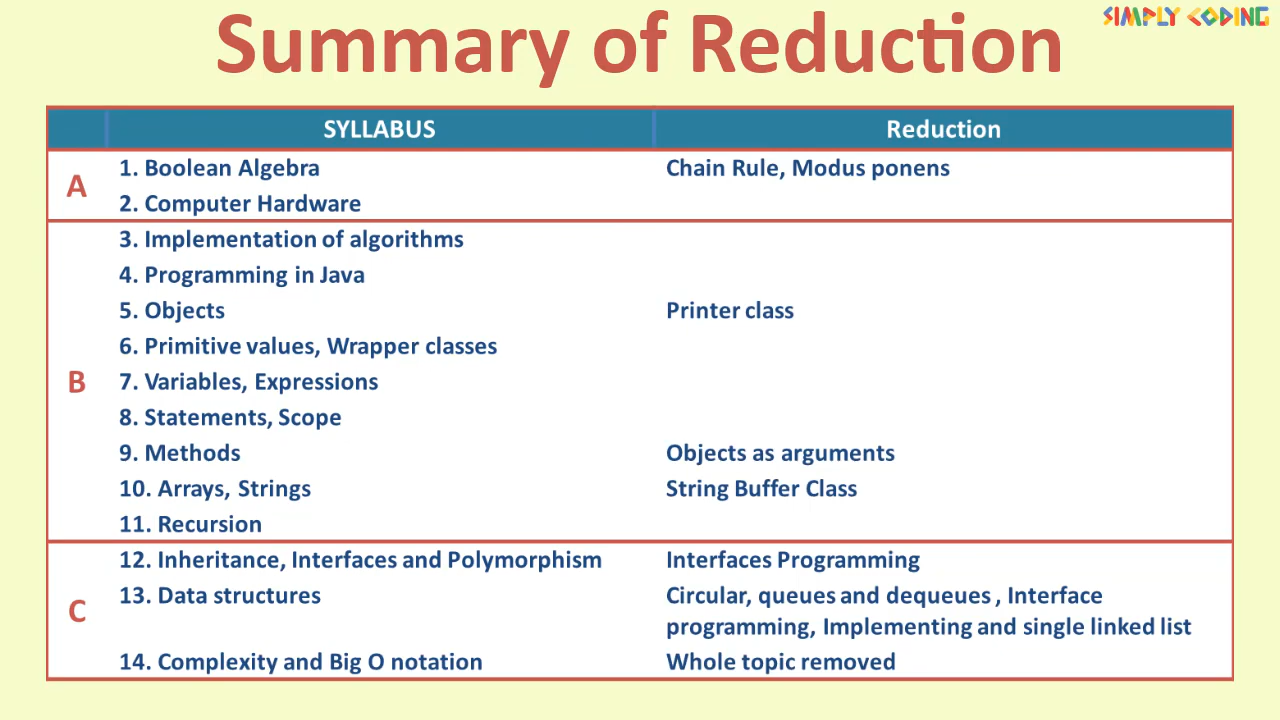 SIMPLY CODING
Summary of Reduction
SYLLABUS Reduction
A
1. Boolean Algebra Chain Rule, Modus ponens
2. Computer Hardware
B
3. Implementation of algorithms
4. Programming in Java
5. Objects Printer class
6. Primitive values, Wrapper classes
7. Variables, Expressions
8. Statements, Scope
9. Methods Objects as arguments
10. Arrays, Strings String Buffer Class
11. Recursion
C
12. Inheritance, Interfaces and Polymorphism Interfaces Programming
13. Data structures Circular, queues and dequeues , Interface
programming, Implementing and single linked list
14. Complexity and Big O notation Whole topic removed